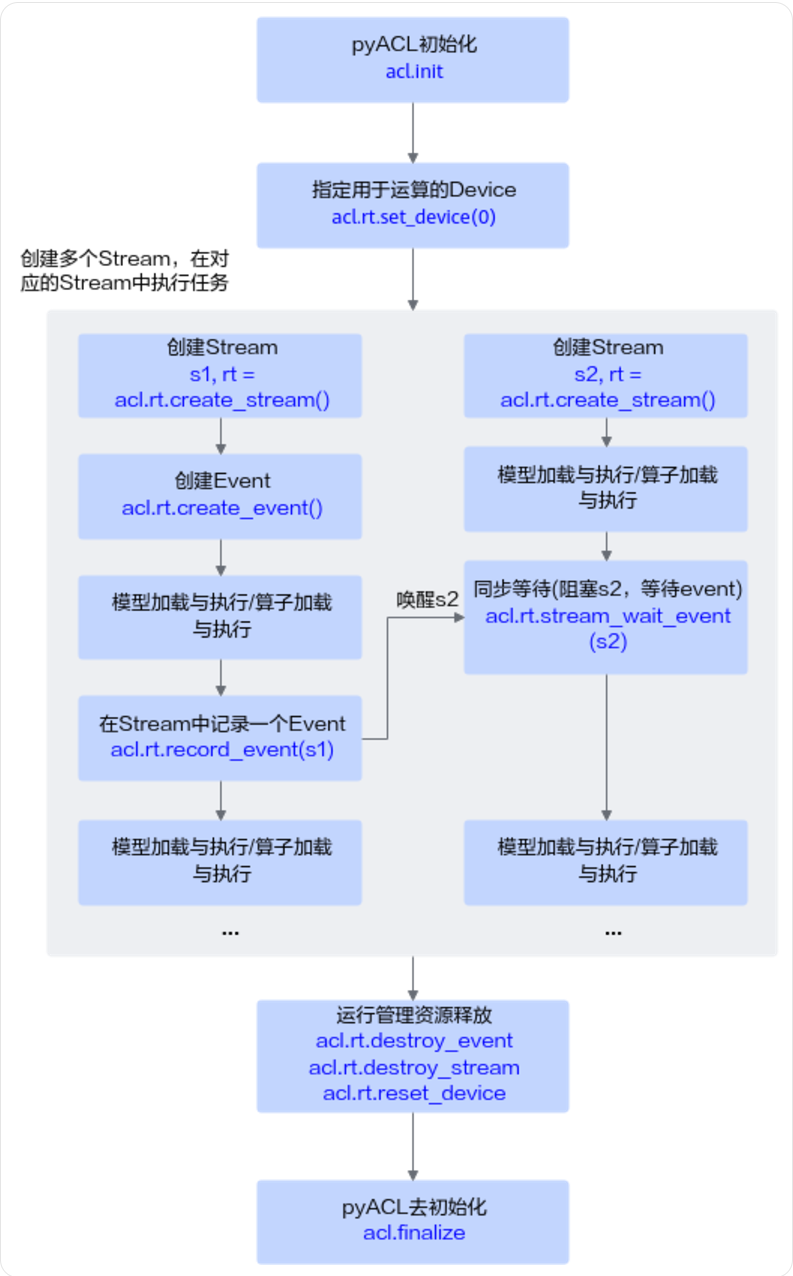 pyACL初始化
acl.init
指定用于运算的Device
acl.rt.set_device(0)
创建多个Stream，在对
应的Stream中执行任务
创建Stream
s1, rt =
acl.rt.create_stream()
创建Event
acl.rt.create_event()
模型加载与执行/算子加载
与执行
在Stream中记录一个Event
acl.rt.record_event(s1)
模型加载与执行/算子加载
与执行
...
唤醒s2
创建Stream
s2, rt =
acl.rt.create_stream()
模型加载与执行/算子加载
与执行
同步等待(阻塞s2，等待event)
acl.rt.stream_wait_event
(s2)
模型加载与执行/算子加载
与执行
...
运行管理资源释放
acl.rt.destroy_event
acl.rt.destroy_stream
acl.rt.reset_device
pyACL去初始化
acl.finalize